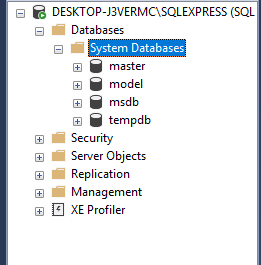 DESKTOP-J3VERMC\SQLEXPRESS (SQL
Databases
System Databases
master
model
msdb
tempdb
Security
Server Objects
Replication
Management
XE Profiler